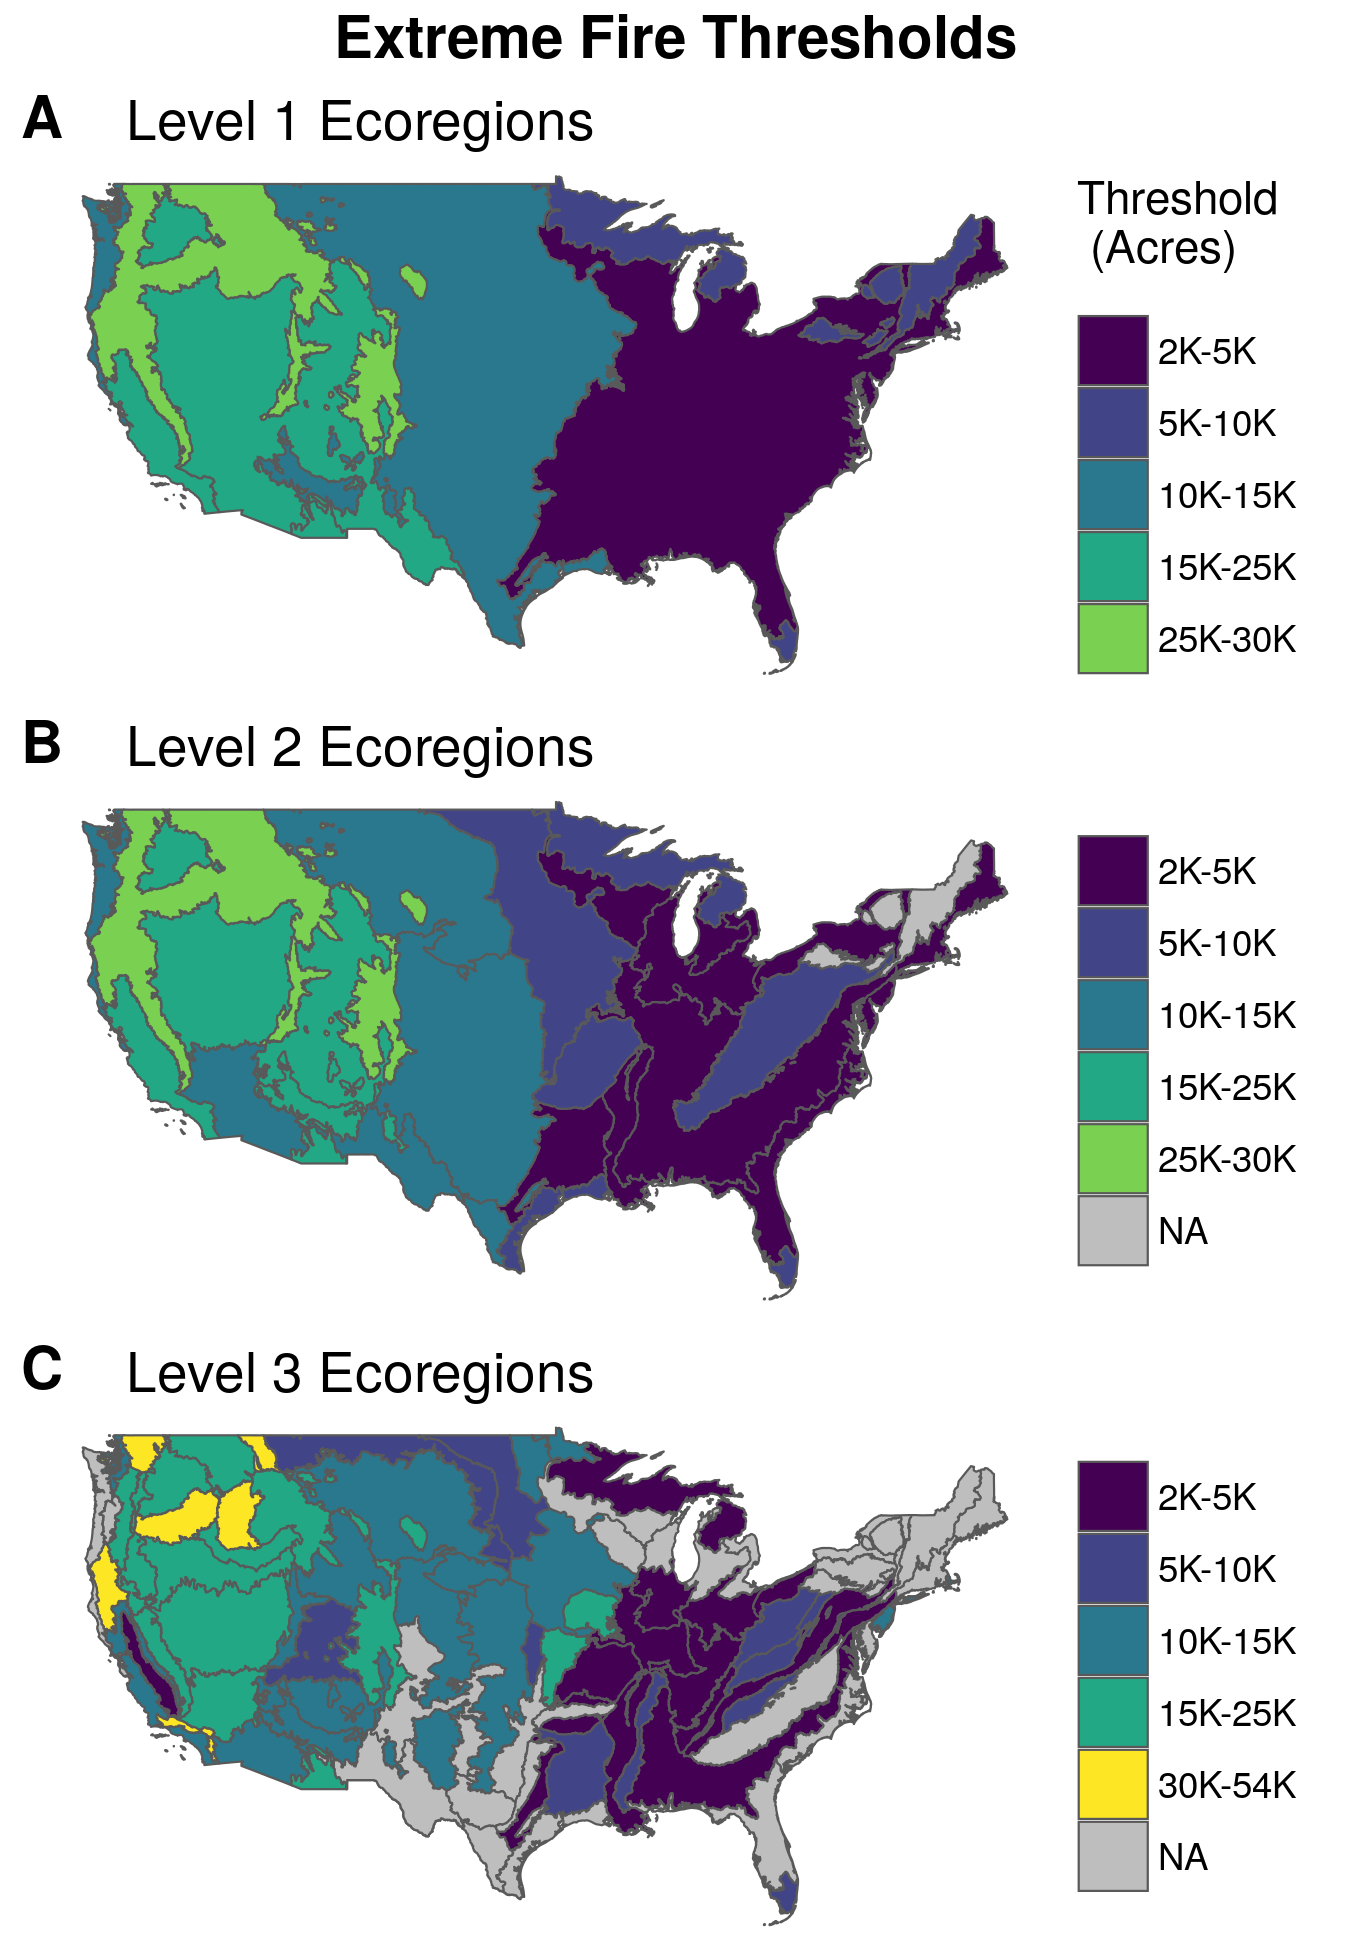 Extreme Fire Thresholds
A Level 1 Ecoregions
Threshold
(Acres)
2K-5K
5K-10K
10K-15K
15K-25K
25K-30K
B Level 2 Ecoregions
2K-5K
5K-10K
10K-15K
15K-25K
25K-30K
NA
C Level 3 Ecoregions
2K-5K
5K-10K
10K-15K
15K-25K
30K-54K
NA